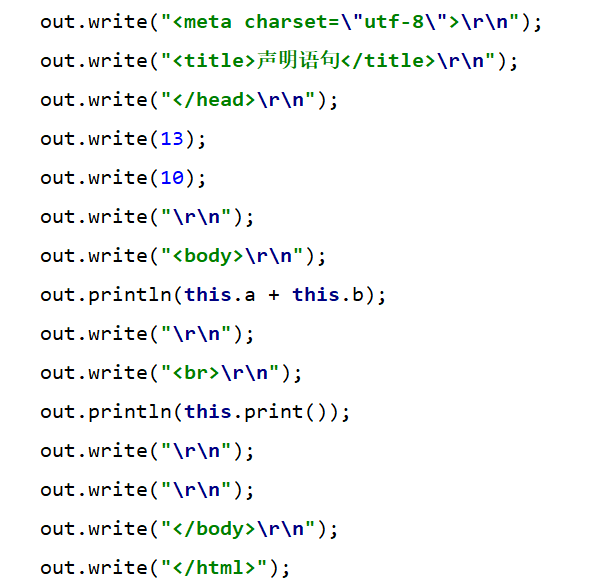 out.write("<meta charset=\"utf-8\">\r\n");
out.write("<title>声明语句</title>\r\n");
out.write("</head>\r\n");
out.write(13);
out.write(10);
out.write("\r\n");
out.write("<body>\r\n");
out.println(this.a + this.b);
out.write("\r\n");
out.write("<br>\r\n");
out.println(this.print());
out.write("\r\n");
out.write("\r\n");
out.write("</body>\r\n");
out.write("</html>");